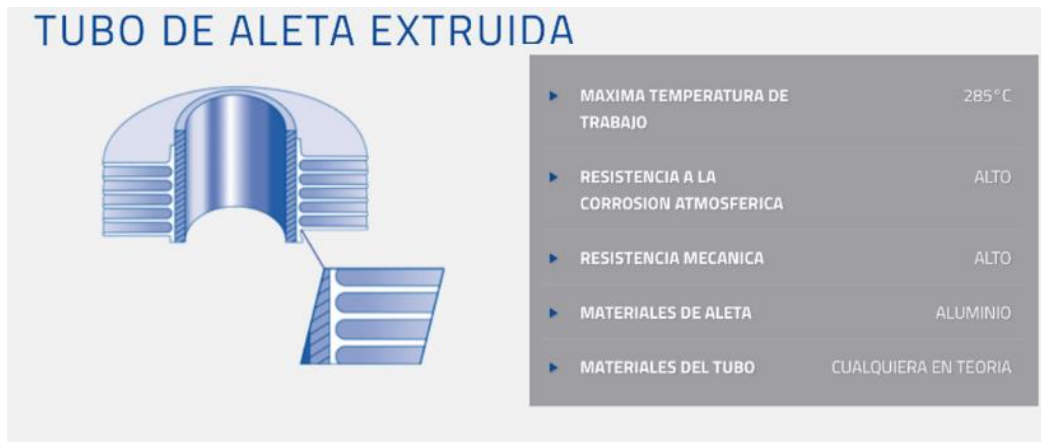 TUBO DE ALETA EXTRUIDA
MAXIMA TEMPERATURA DE 285°C
TRABAJO
RESISTENCIA A LA ALTO
CORROSION ATMOSFERICA
RESISTENCIA MECANICA ALTO
MATERIALES DE ALETA ALUMINIO
MATERIALES DEL TUBO CUALQUIERA EN TEORIA